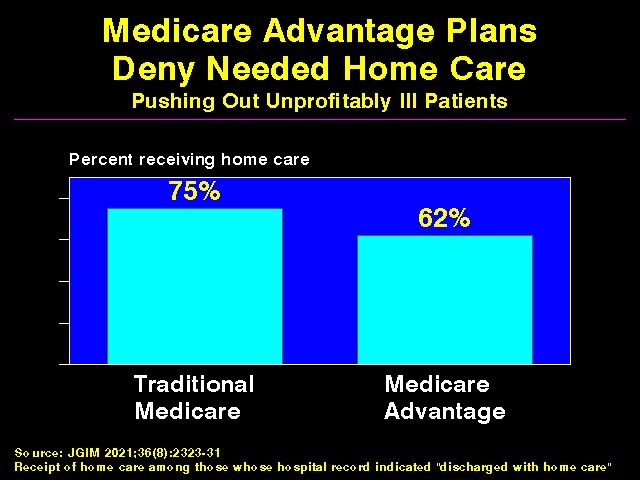 Medicare Advantage Plans
Deny Needed Home Care
Pushing Out Unprofitably Ill Patients
Percent receiving home care
75%
62%
Traditional
Medicare
Medicare
Advantage
Source: JGIM 2021;36(8):2323-31
Receipt of home care among those whose hospital record indicated "discharged with home care"